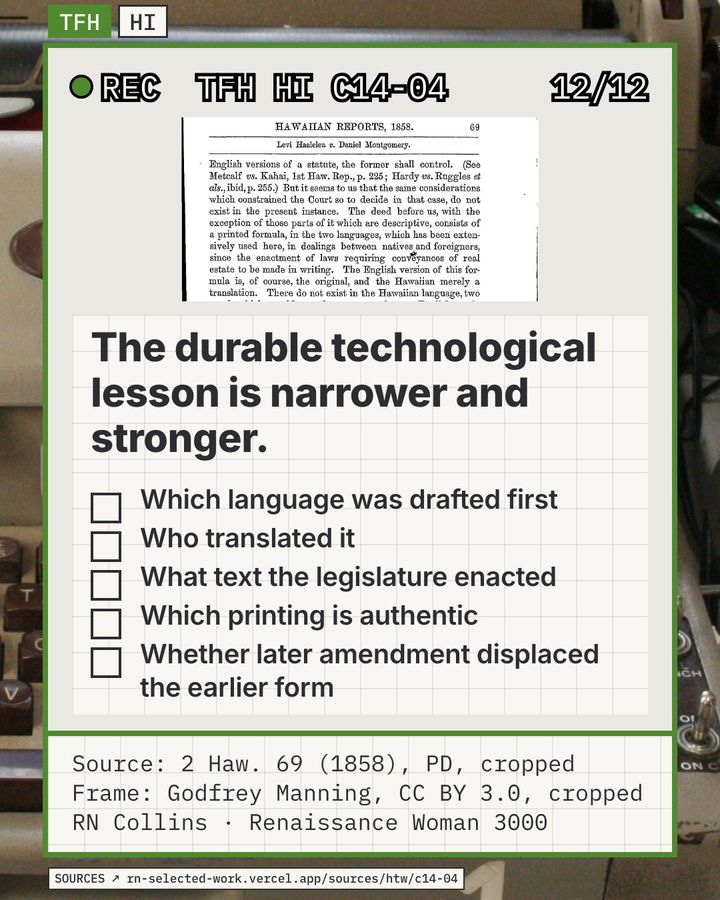 TFH HI
REC TFH HI C14-04 12/12
HAWAIIAN REPORTS, 1858. 69
Levi Haalelea v. Daniel Montgomery.
English versions of a statute, the former shall control. (See
Metcalf vs. Kahai, 1st Haw. Rep., p. 225; Hardy vs. Ruggles et
als., ibid, p. 255.) But it seems to us that the same considerations
which constrained the Court so to decide in that case, do not
exist in the present instance. The deed before us, with the
exception of those parts of it which are descriptive, consists of
a printed formula, in the two languages, which has been exten-
sively used here, in dealings between natives and foreigners,
since the enactment of laws requiring conveyances of real
estate to be made in writing. The English version of this for-
mula is, of course, the original, and the Hawaiian merely a
translation. There do not exist in the Hawaiian language, two
The durable technological
lesson is narrower and
stronger.
Which language was drafted first
Who translated it
What text the legislature enacted
Which printing is authentic
Whether later amendment displaced
the earlier form
Source: 2 Haw. 69 (1858), PD, cropped
Frame: Godfrey Manning, CC BY 3.0, cropped
RN Collins · Renaissance Woman 3000
SOURCES ↗ rn-selected-work.vercel.app/sources/htw/c14-04